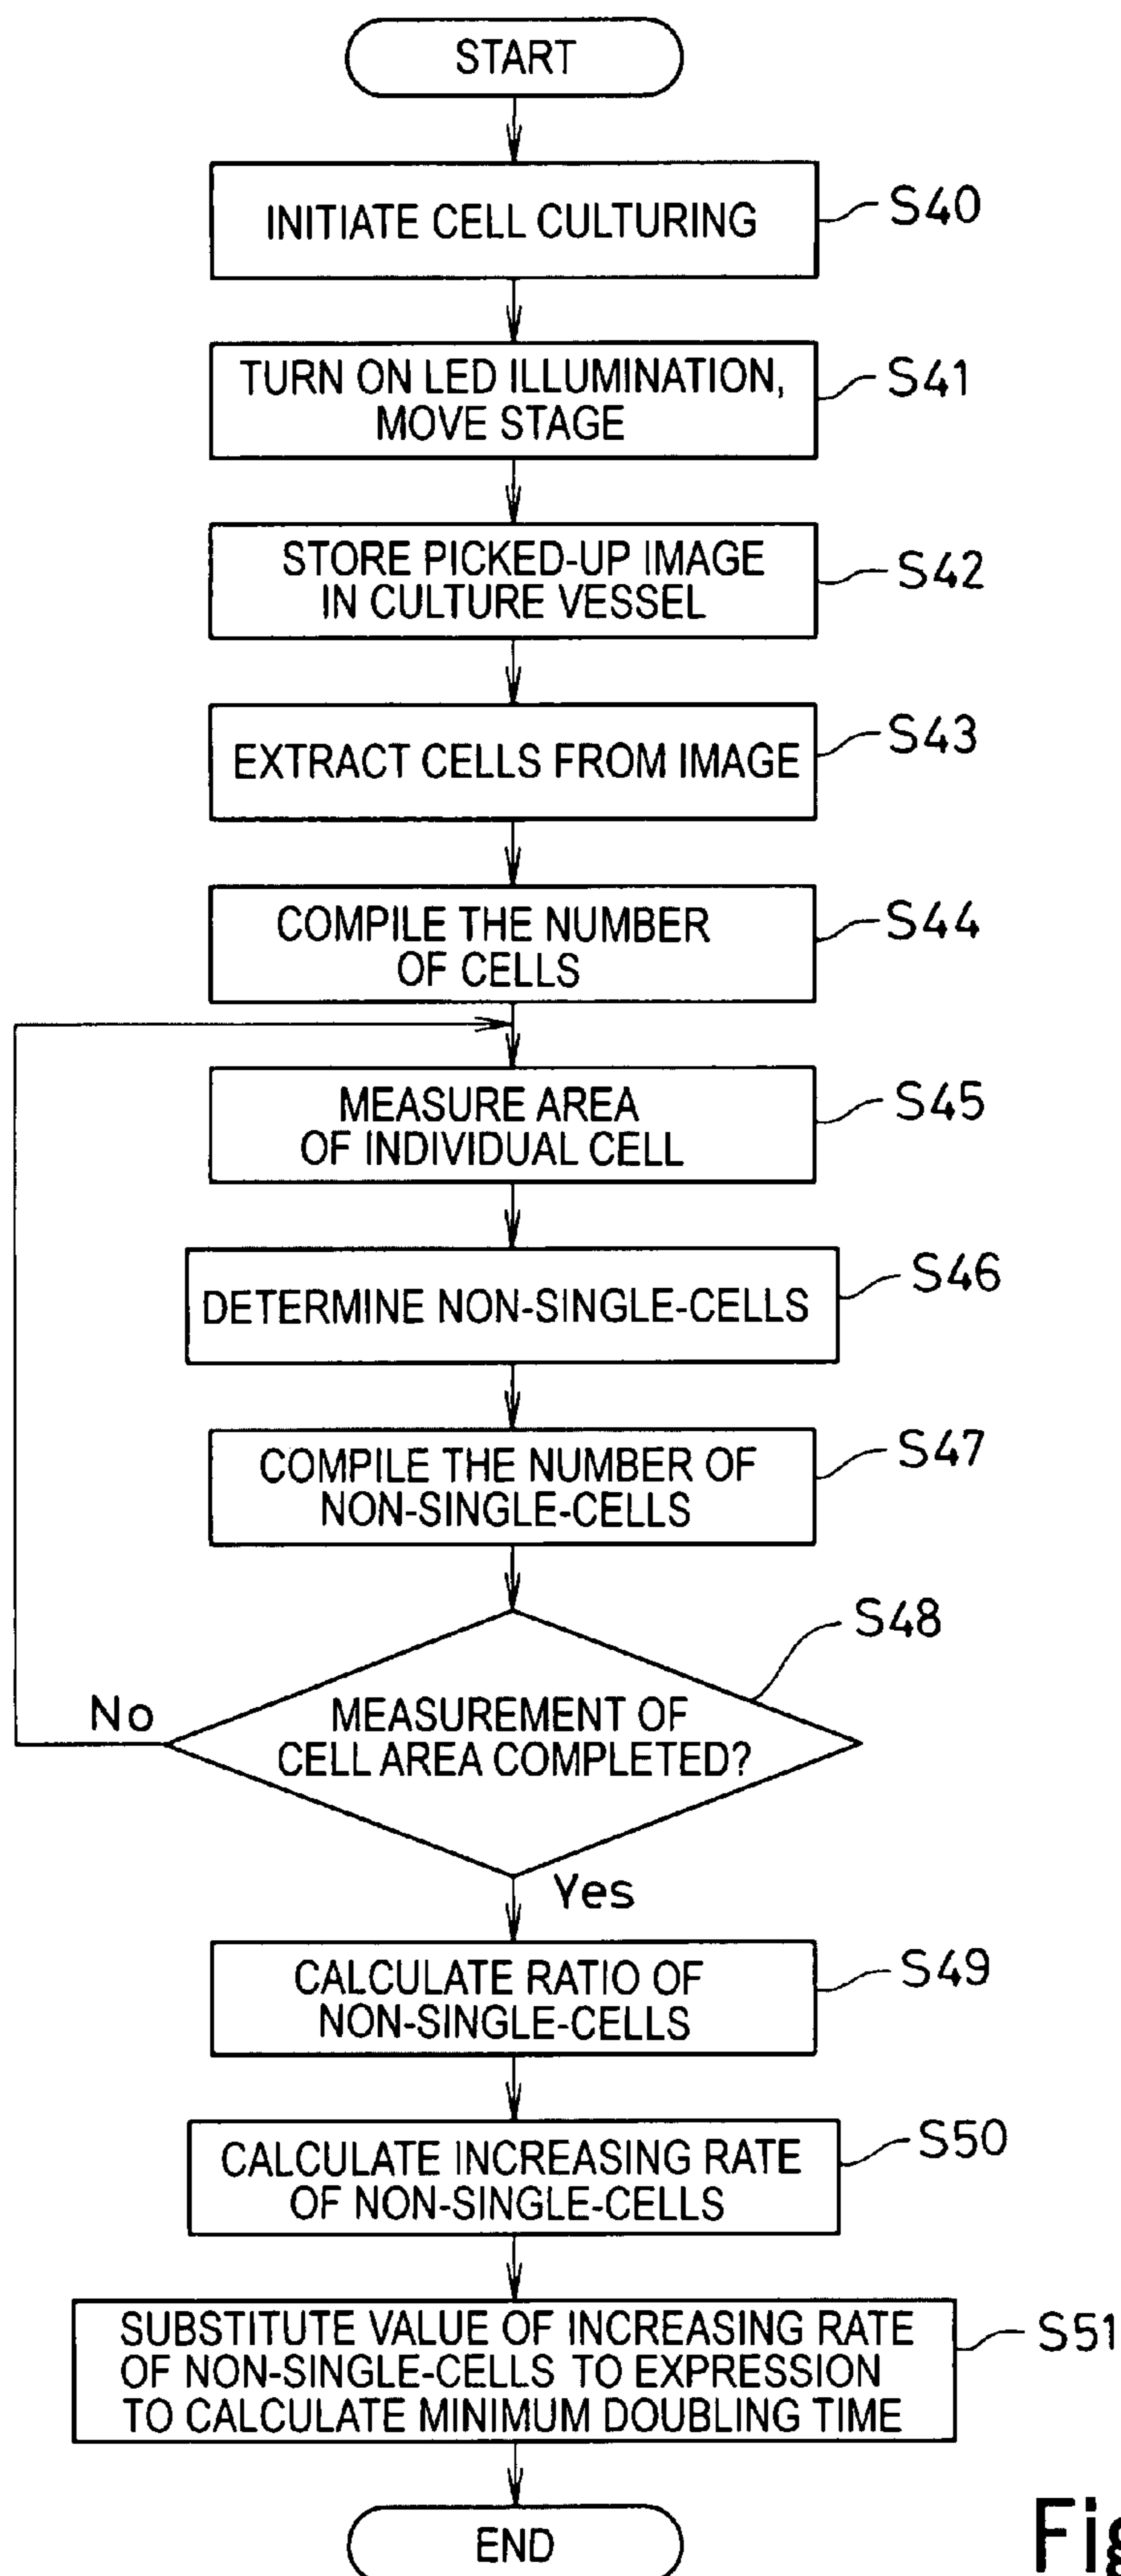 START
INITIATE CELL CULTURING
S40
TURN ON LED ILLUMINATION,
MOVE STAGE
S41
STORE PICKED-UP IMAGE
IN CULTURE VESSEL
S42
EXTRACT CELLS FROM IMAGE
S43
COMPILE THE NUMBER
OF CELLS
S44
MEASURE AREA
OF INDIVIDUAL CELL
S45
DETERMINE NON-SINGLE-CELLS
S46
COMPILE THE NUMBER OF
NON-SINGLE-CELLS
S47
MEASUREMENT OF
CELL AREA COMPLETED?
S48
No
Yes
CALCULATE RATIO OF
NON-SINGLE-CELLS
S49
CALCULATE INCREASING RATE
OF NON-SINGLE-CELLS
S50
SUBSTITUTE VALUE OF INCREASING RATE
OF NON-SINGLE-CELLS TO EXPRESSION
TO CALCULATE MINIMUM DOUBLING TIME
S51
END